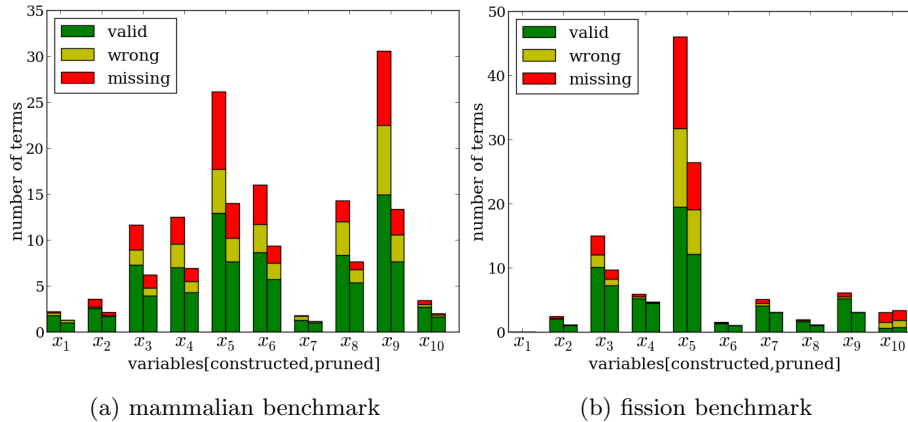 35
30
25
20
15
10
5
0
number of terms
valid
wrong
missing
x1 x2 x3 x4 x5 x6 x7 x8 x9 x10
variables[constructed,pruned]
(a) mammalian benchmark
50
40
30
20
10
0
number of terms
valid
wrong
missing
x1 x2 x3 x4 x5 x6 x7 x8 x9 x10
variables[constructed,pruned]
(b) fission benchmark